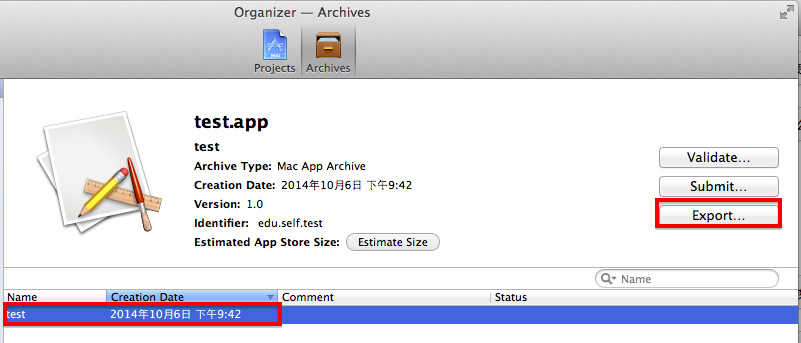 Organizer — Archives
Projects
Archives
test.app
test
Archive Type: Mac App Archive
Creation Date: 2014年10月6日 下午9:42
Version: 1.0
Identifier: edu.self.test
Estimated App Store Size: Estimate Size
Validate...
Submit...
Export...
Name
Name Creation Date Comment Status
test 2014年10月6日 下午9:42